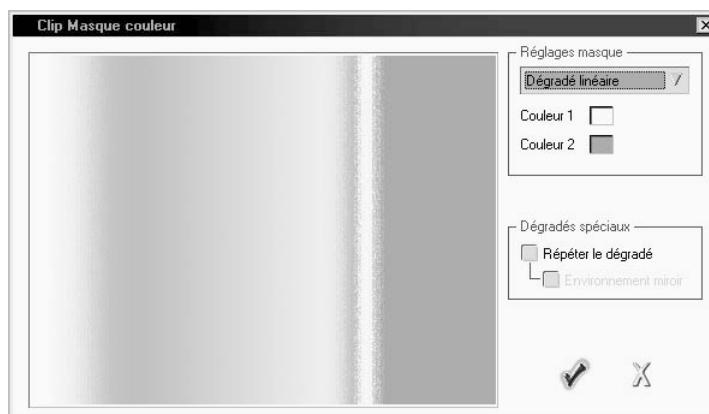 Clip Masque couleur
Réglages masque
Dégradé linéaire
Couleur 1
Couleur 2
Dégradés spéciaux
Répéter le dégradé
Environnement miroir